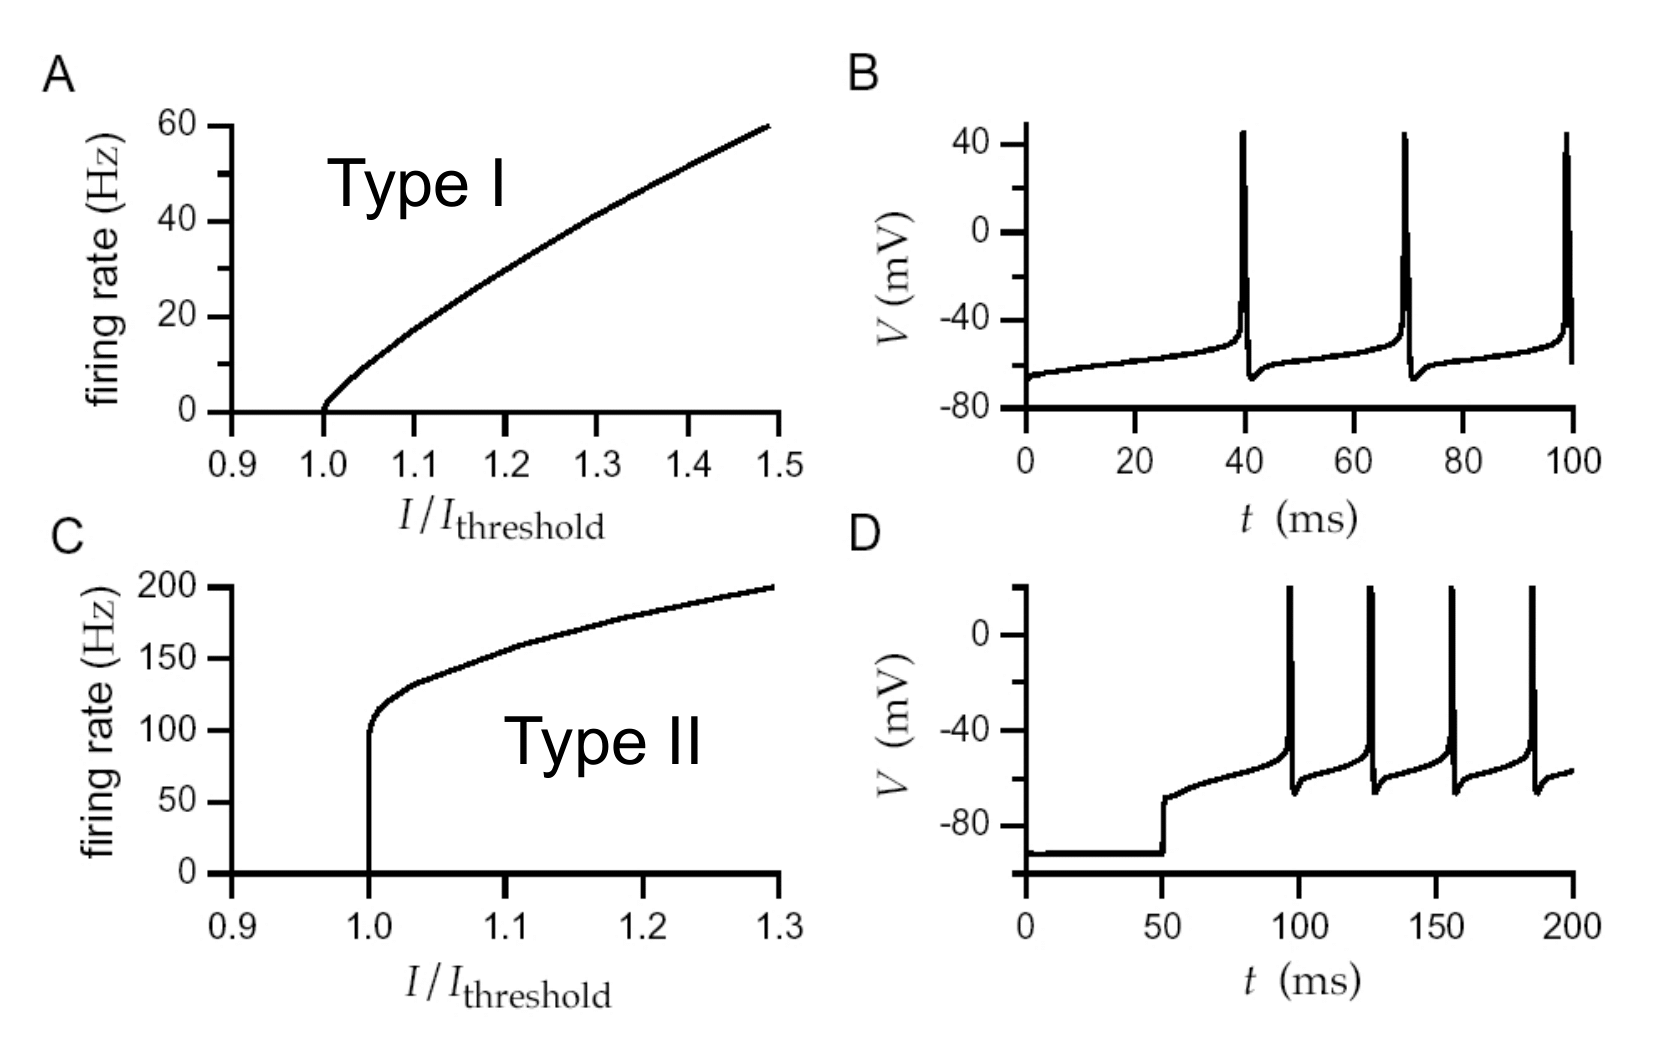 A
firing rate (Hz)
60
40
20
0
Type I
0.9 1.0 1.1 1.2 1.3 1.4 1.5
I/Ithreshold
B
V (mV)
40
0
-40
-80
0 20 40 60 80 100
t (ms)
C
firing rate (Hz)
200
150
100
50
0
Type II
0.9 1.0 1.1 1.2 1.3
I/Ithreshold
D
V (mV)
0
-40
-80
0 50 100 150 200
t (ms)